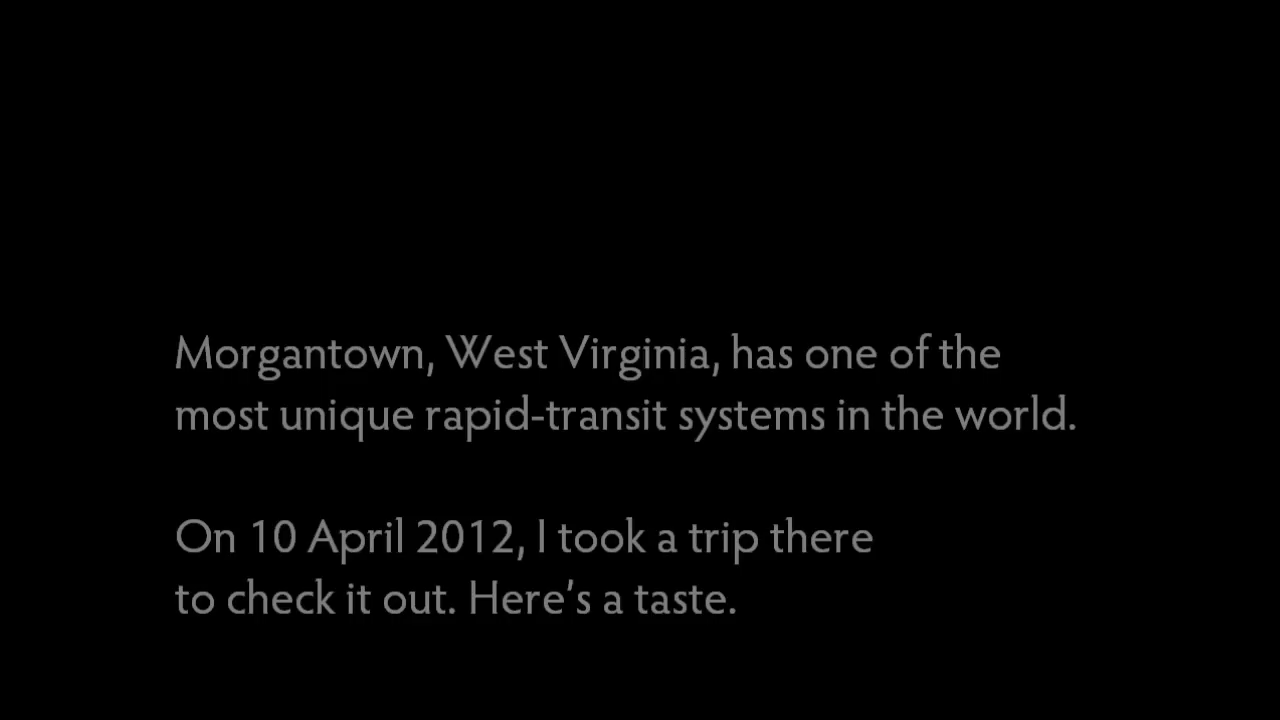 Morgantown, West Virginia, has one of the
most unique rapid-transit systems in the world.
On 10 April 2012, I took a trip there
to check it out. Here’s a taste.